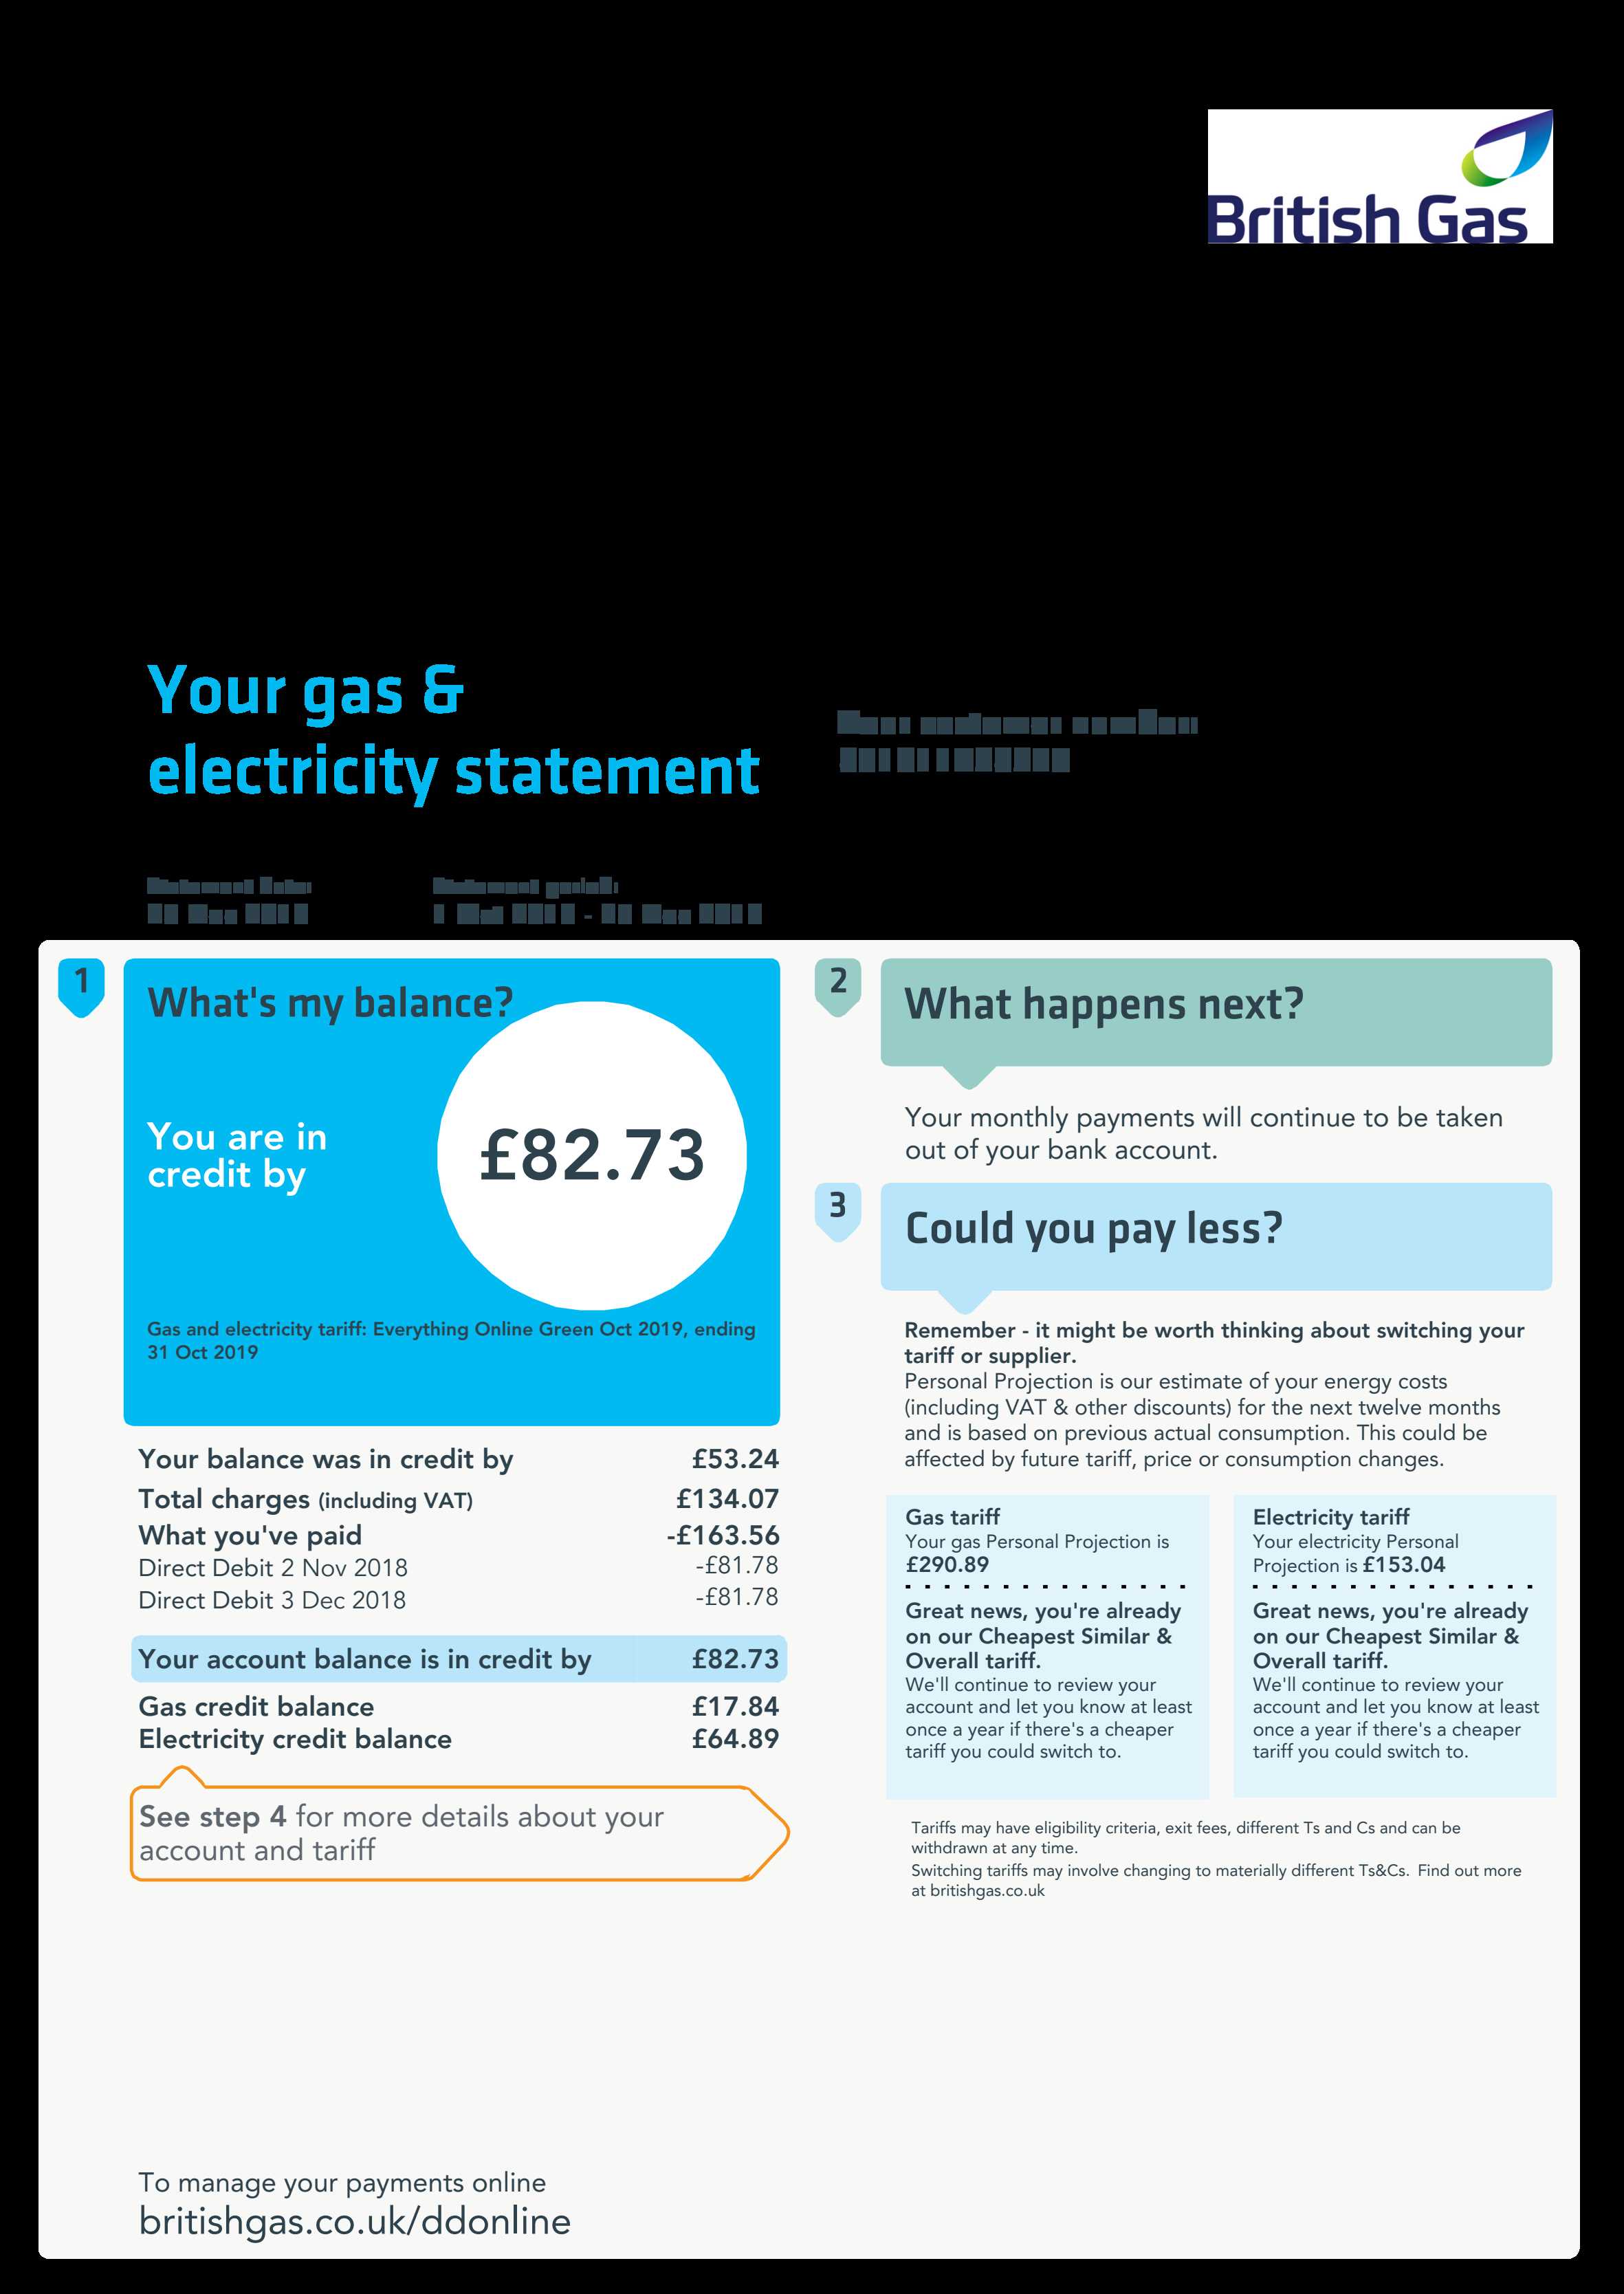 British Gas
Your gas &
electricity statement
1
What's my balance?
You are in
credit by
£82.73
Gas and electricity tariff: Everything Online Green Oct 2019, ending
31 Oct 2019
Your balance was in credit by £53.24
Total charges (including VAT) £134.07
What you've paid -£163.56
Direct Debit 2 Nov 2018 -£81.78
Direct Debit 3 Dec 2018 -£81.78
Your account balance is in credit by £82.73
Gas credit balance £17.84
Electricity credit balance £64.89
See step 4 for more details about your
account and tariff
2
What happens next?
Your monthly payments will continue to be taken
out of your bank account.
3
Could you pay less?
Remember - it might be worth thinking about switching your
tariff or supplier.
Personal Projection is our estimate of your energy costs
(including VAT & other discounts) for the next twelve months
and is based on previous actual consumption. This could be
affected by future tariff, price or consumption changes.
Gas tariff
Your gas Personal Projection is
£290.89
Great news, you're already
on our Cheapest Similar &
Overall tariff.
We'll continue to review your
account and let you know at least
once a year if there's a cheaper
tariff you could switch to.
Electricity tariff
Your electricity Personal
Projection is £153.04
Great news, you're already
on our Cheapest Similar &
Overall tariff.
We'll continue to review your
account and let you know at least
once a year if there's a cheaper
tariff you could switch to.
Tariffs may have eligibility criteria, exit fees, different Ts and Cs and can be
withdrawn at any time.
Switching tariffs may involve changing to materially different Ts&Cs. Find out more
at britishgas.co.uk
To manage your payments online
britishgas.co.uk/ddonline